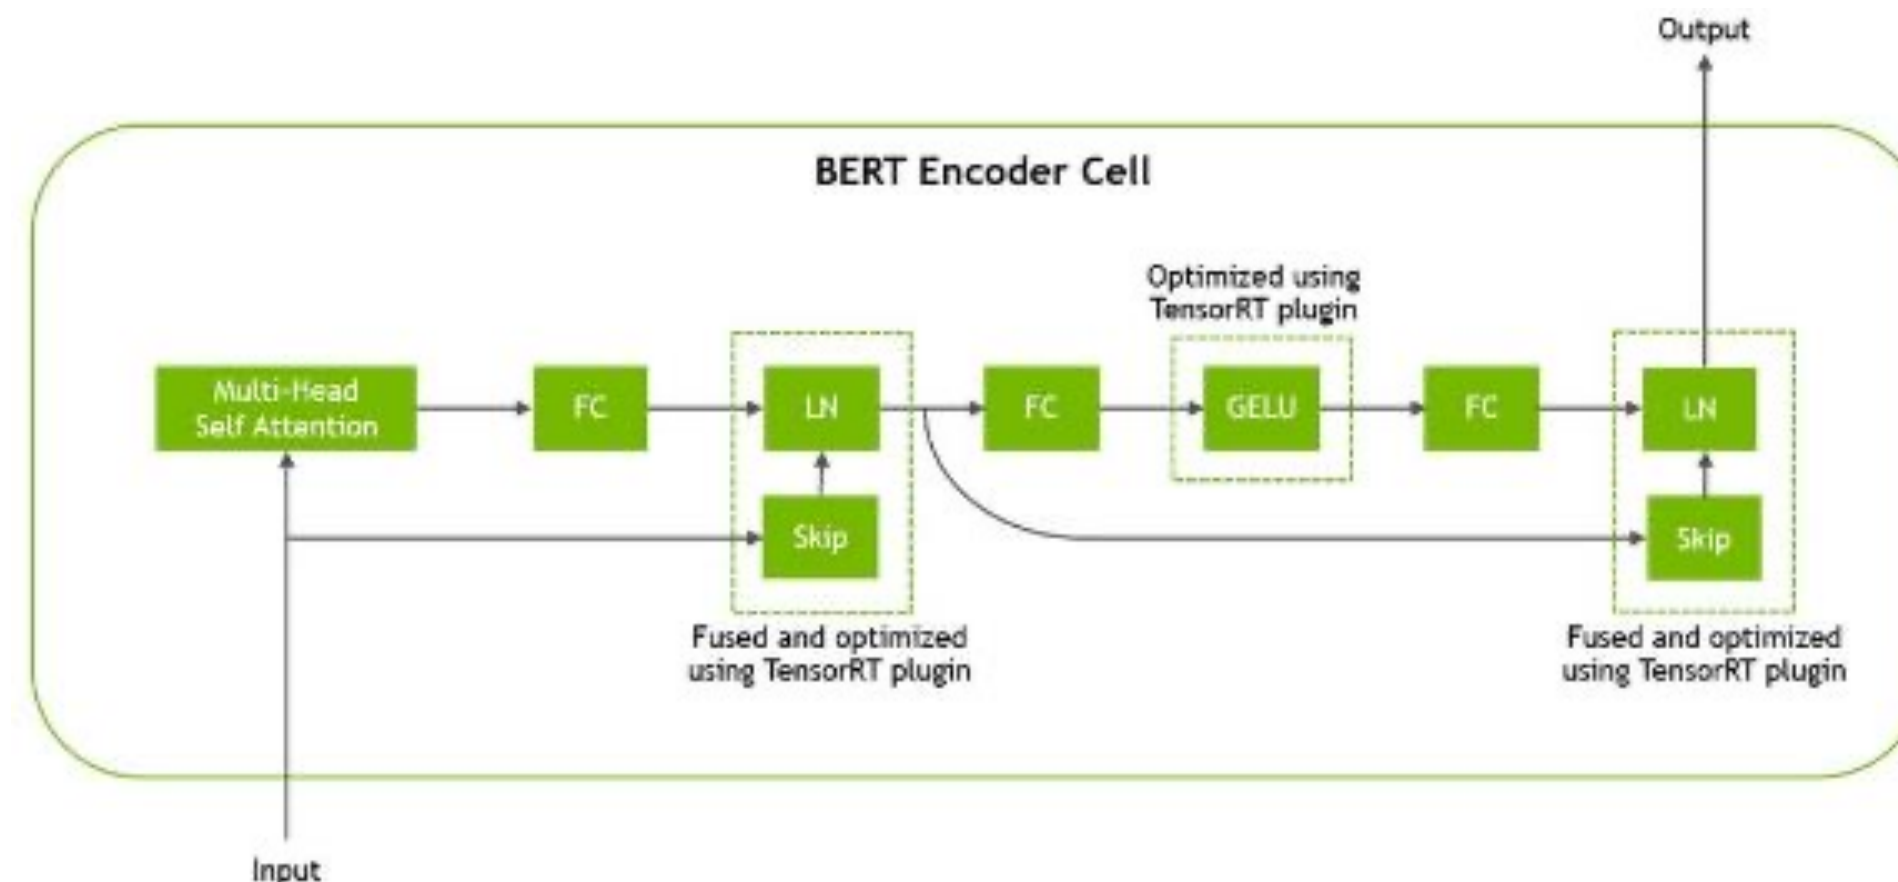 Output
BERT Encoder Cell
Optimized using
TensorRT plugin
Multi-Head
Self Attention
FC
LN
FC
GELU
FC
LN
Skip
Skip
Fused and optimized
using TensorRT plugin
Fused and optimized
using TensorRT plugin
Input